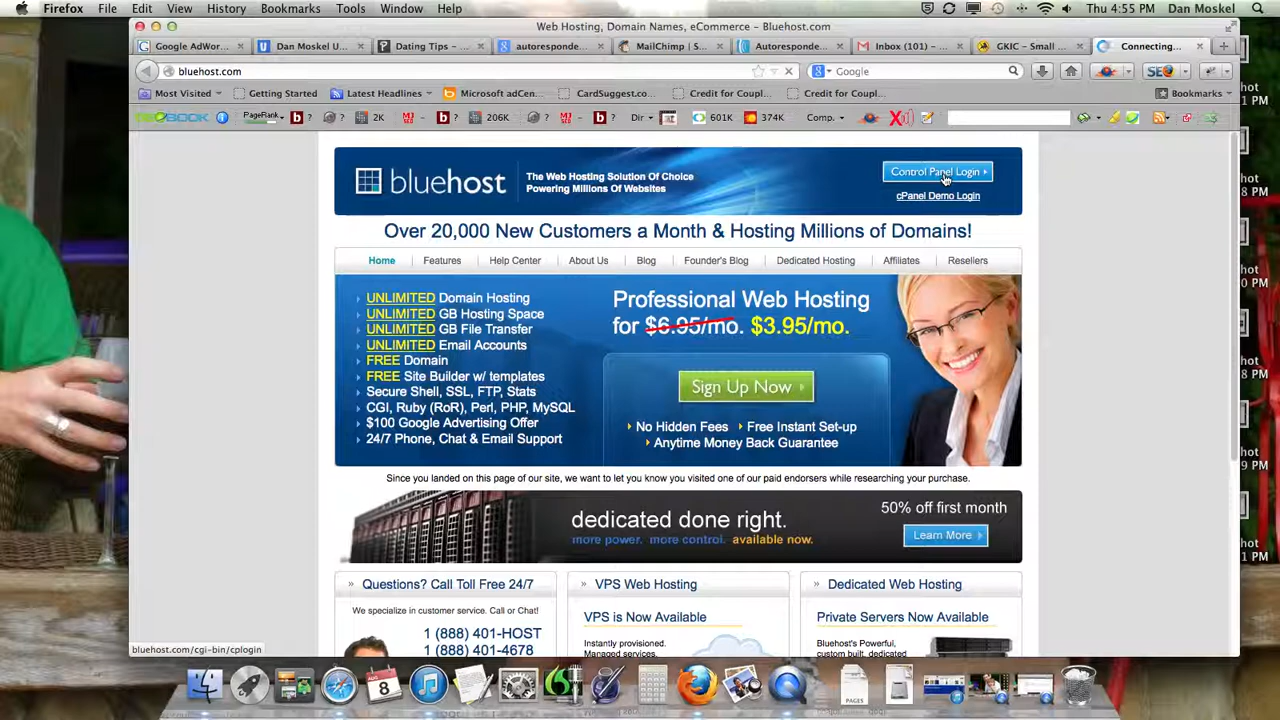 Firefox File Edit View History Bookmarks Tools Window Help Thu 4:55 PM Dan Moskel
Web Hosting, Domain Names, eCommerce - Bluehost.com
Google AdWor... Dan Moskel U... Dating Tips - ... autoresponde... MailChimp | S... Autoresponde... Inbox (101) - ... GKIC - Small ... Connecting...
bluehost.com Google
Most Visited Getting Started Latest Headlines Microsoft adCen... CardSuggest.co... Credit for Coupl... Credit for Coupl... Bookmarks
PageRank 2K 206K Dir 601K 374K Comp.
bluehost
The Web Hosting Solution Of Choice
Powering Millions Of Websites
Control Panel Login
cPanel Demo Login
Over 20,000 New Customers a Month & Hosting Millions of Domains!
Home Features Help Center About Us Blog Founder's Blog Dedicated Hosting Affiliates Resellers
UNLIMITED Domain Hosting
UNLIMITED GB Hosting Space
UNLIMITED GB File Transfer
UNLIMITED Email Accounts
FREE Domain
FREE Site Builder w/ templates
Secure Shell, SSL, FTP, Stats
CGI, Ruby (RoR), Perl, PHP, MySQL
$100 Google Advertising Offer
24/7 Phone, Chat & Email Support
Professional Web Hosting
for $6.95/mo. $3.95/mo.
Sign Up Now
No Hidden Fees Free Instant Set-up
Anytime Money Back Guarantee
Since you landed on this page of our site, we want to let you know you visited one of our paid endorsers while researching your purchase.
dedicated done right.
more power. more control. available now.
50% off first month
Learn More
Questions? Call Toll Free 24/7
We specialize in customer service. Call or Chat!
1 (888) 401-HOST
1 (888) 401-4678
VPS Web Hosting
VPS is Now Available
Instantly provisioned.
Managed services.
Dedicated Web Hosting
Private Servers Now Available
Bluehost's Powerful,
custom built, dedicated
bluehost.com/cgi-bin/cplogin
AUG
8
PAGES